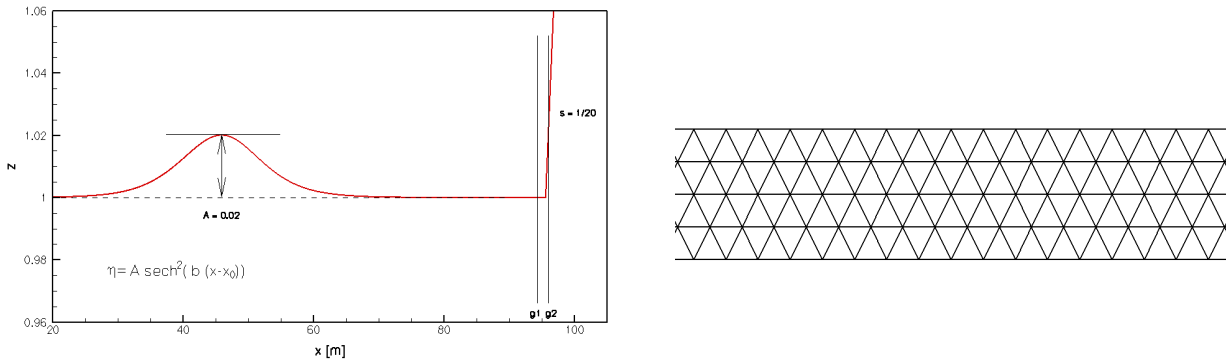 1.06
1.04
s = 1/20
1.02
z
1
A = 0.02
0.98
η= A sech²( b (x-x₀))
g1 g2
0.96
20 40 60 80 100
x [m]